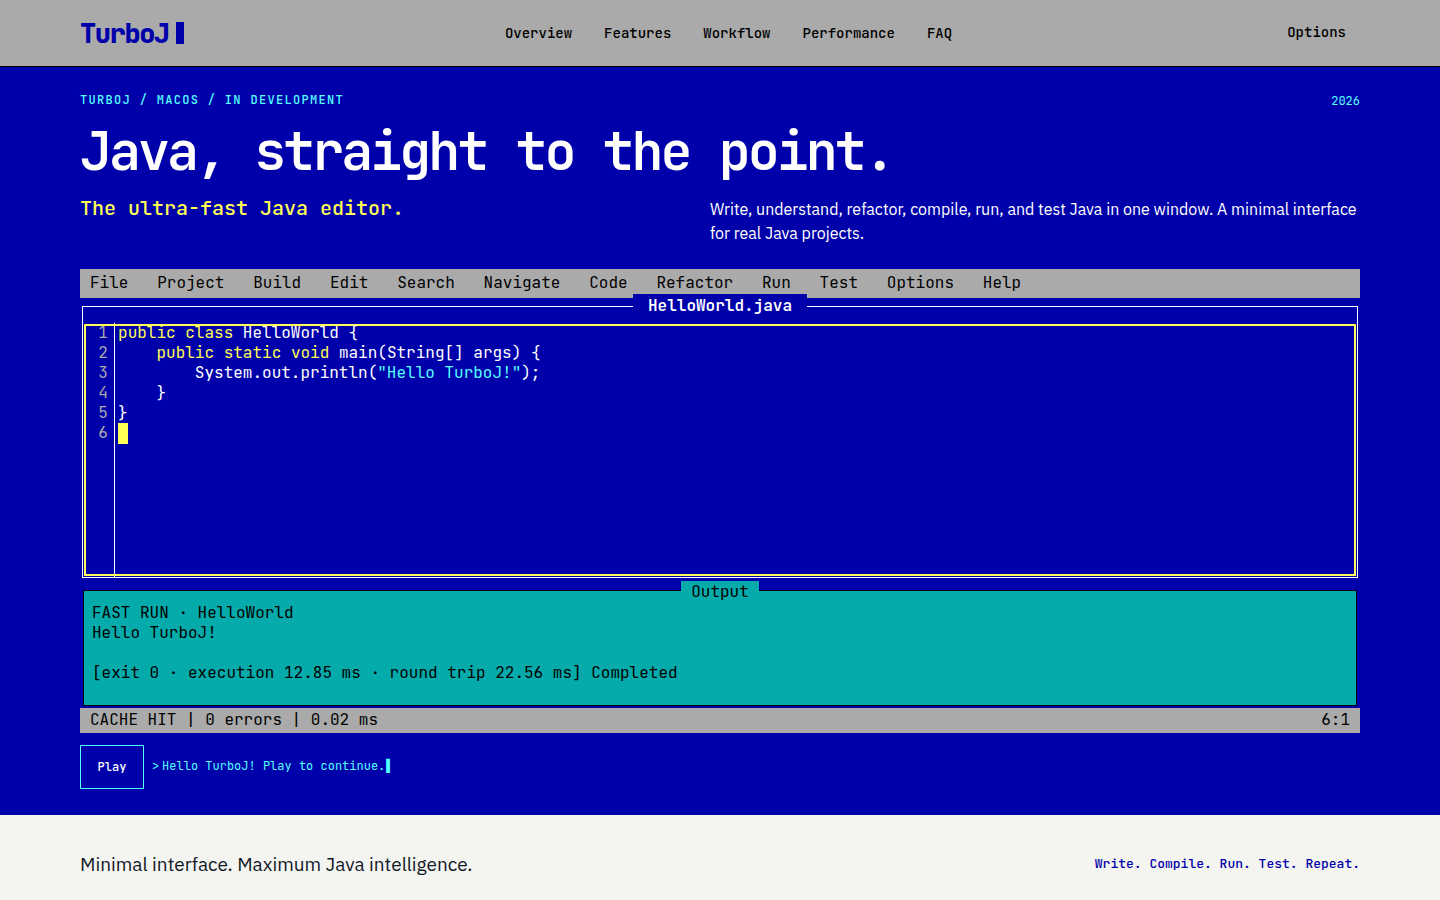 TurboJ
Overview Features Workflow Performance FAQ
Options
TURBOJ / MACOS / IN DEVELOPMENT
2026
Java, straight to the point.
The ultra-fast Java editor.
Write, understand, refactor, compile, run, and test Java in one window. A minimal interface
for real Java projects.
File Project Build Edit Search Navigate Code Refactor Run Test Options Help
HelloWorld.java
1 public class HelloWorld {
2     public static void main(String[] args) {
3         System.out.println("Hello TurboJ!");
4     }
5 }
6
Output
FAST RUN · HelloWorld
Hello TurboJ!
[exit 0 · execution 12.85 ms · round trip 22.56 ms] Completed
CACHE HIT | 0 errors | 0.02 ms
6:1
Play
> Hello TurboJ! Play to continue.
Minimal interface. Maximum Java intelligence.
Write. Compile. Run. Test. Repeat.